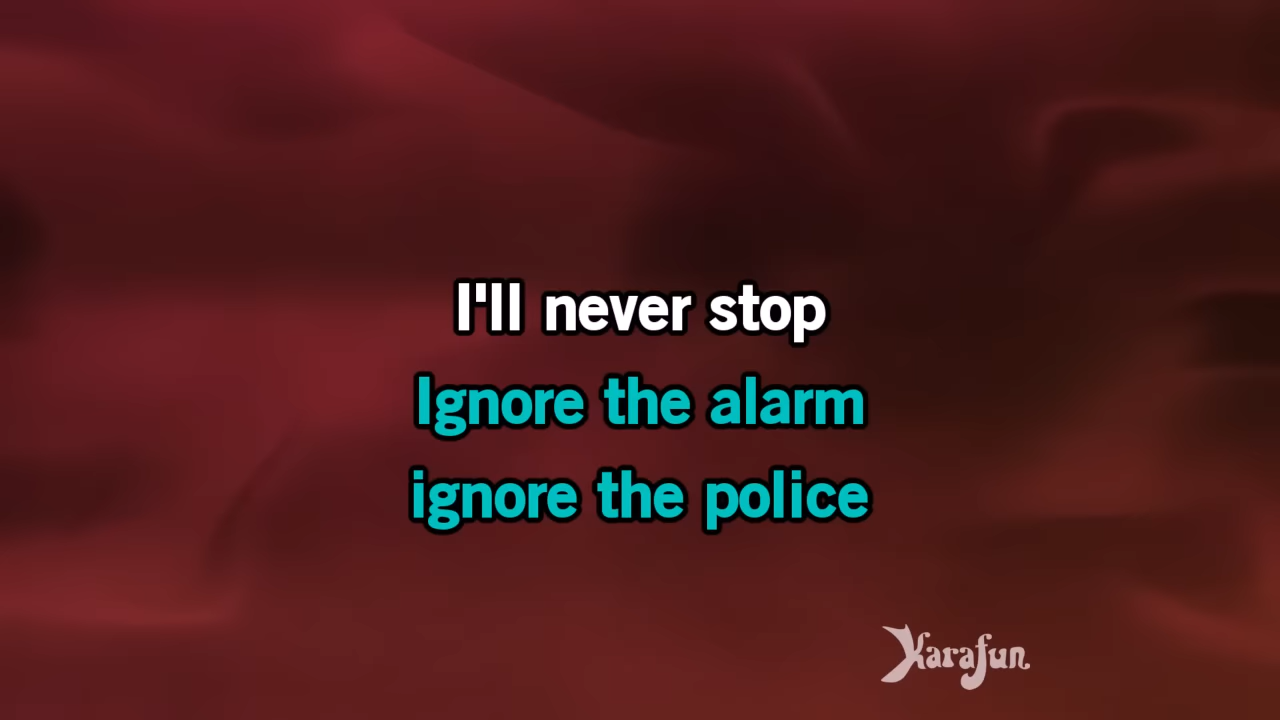 I'll never stop
Ignore the alarm
ignore the police
Karafun